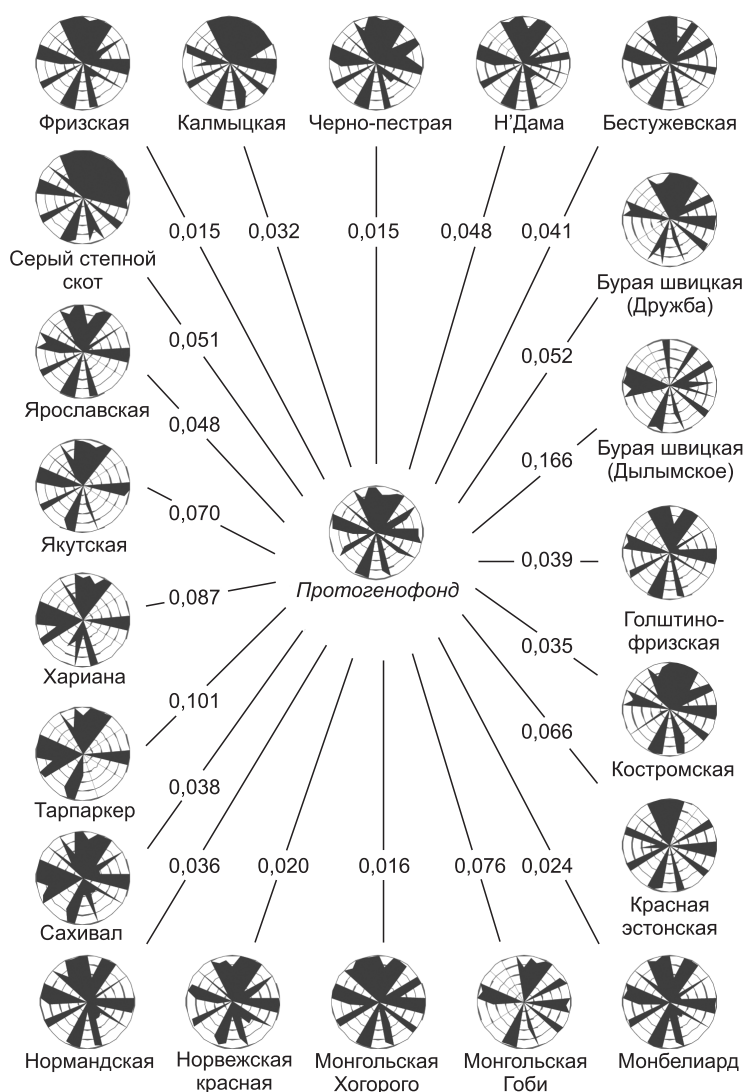 Фризская
Калмыцкая
Черно-пестрая
Н’Дама
Бестужевская
0,015
0,032
0,015
0,048
0,041
Серый степной
скот
Бурая швицкая
(Дружба)
0,051
0,052
Ярославская
0,048
Бурая швицкая
(Дылымское)
0,166
Якутская
0,070
Протогенофонд
0,039
Голштино-
фризская
Хариана
0,087
0,035
Костромская
Тарпаркер
0,101
0,066
Сахивал
0,038
Красная
эстонская
0,036
0,020
0,016
0,076
0,024
Нормандская
Норвежская
красная
Монгольская
Хогорого
Монгольская
Гоби
Монбелиард